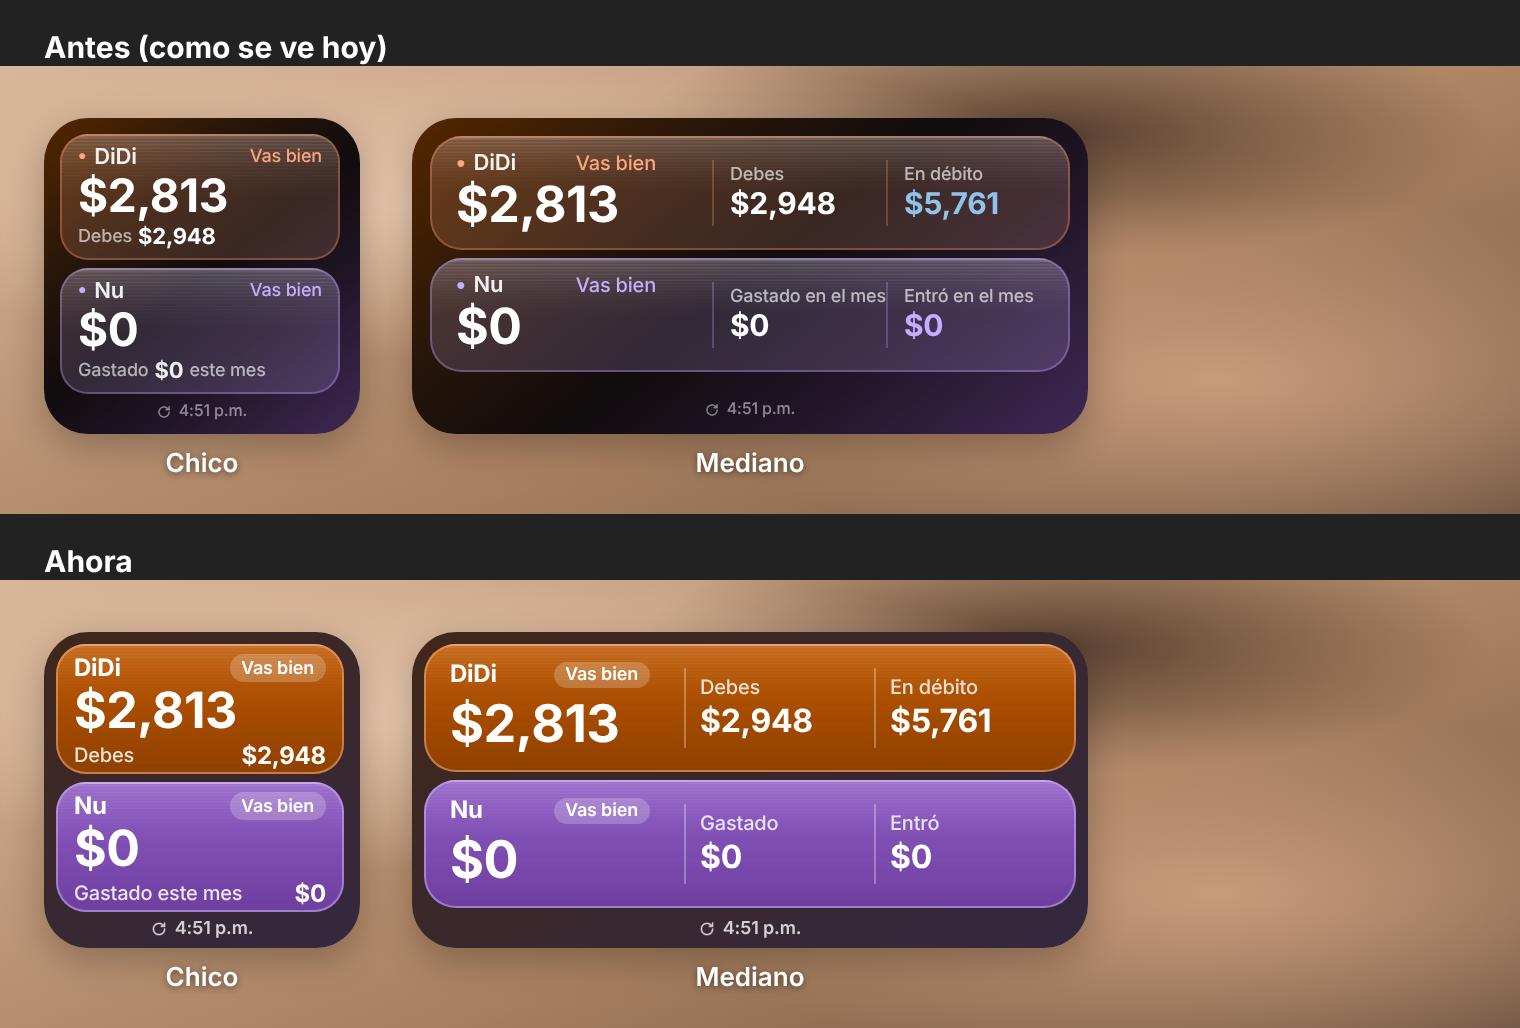 Antes (como se ve hoy)
• DiDi Vas bien
$2,813
Debes $2,948
• Nu Vas bien
$0
Gastado $0 este mes
4:51 p.m.
Chico
• DiDi Vas bien
$2,813
Debes
$2,948
En débito
$5,761
• Nu Vas bien
$0
Gastado en el mes
$0
Entró en el mes
$0
4:51 p.m.
Mediano
Ahora
DiDi Vas bien
$2,813
Debes $2,948
Nu Vas bien
$0
Gastado este mes $0
4:51 p.m.
Chico
DiDi Vas bien
$2,813
Debes
$2,948
En débito
$5,761
Nu Vas bien
$0
Gastado
$0
Entró
$0
4:51 p.m.
Mediano